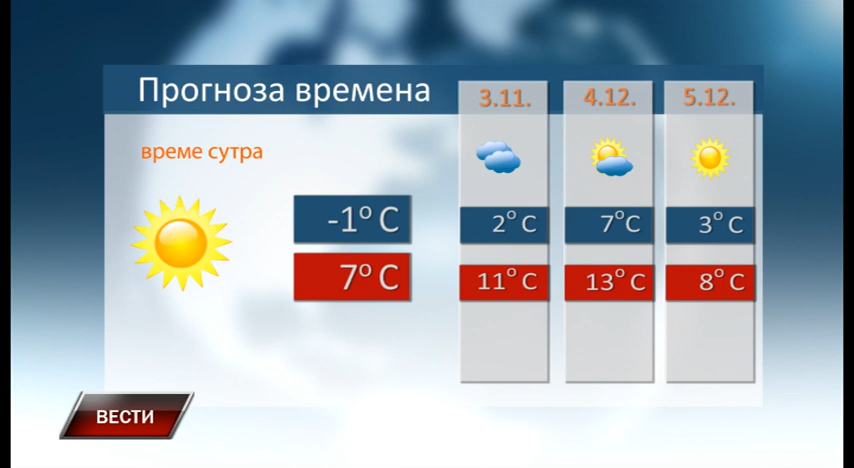 Прогноза времена
време сутра
-1° C
7° C
3.11.
2° C
11° C
4.12.
7°C
13° C
5.12.
3° C
8° C
ВЕСТИ